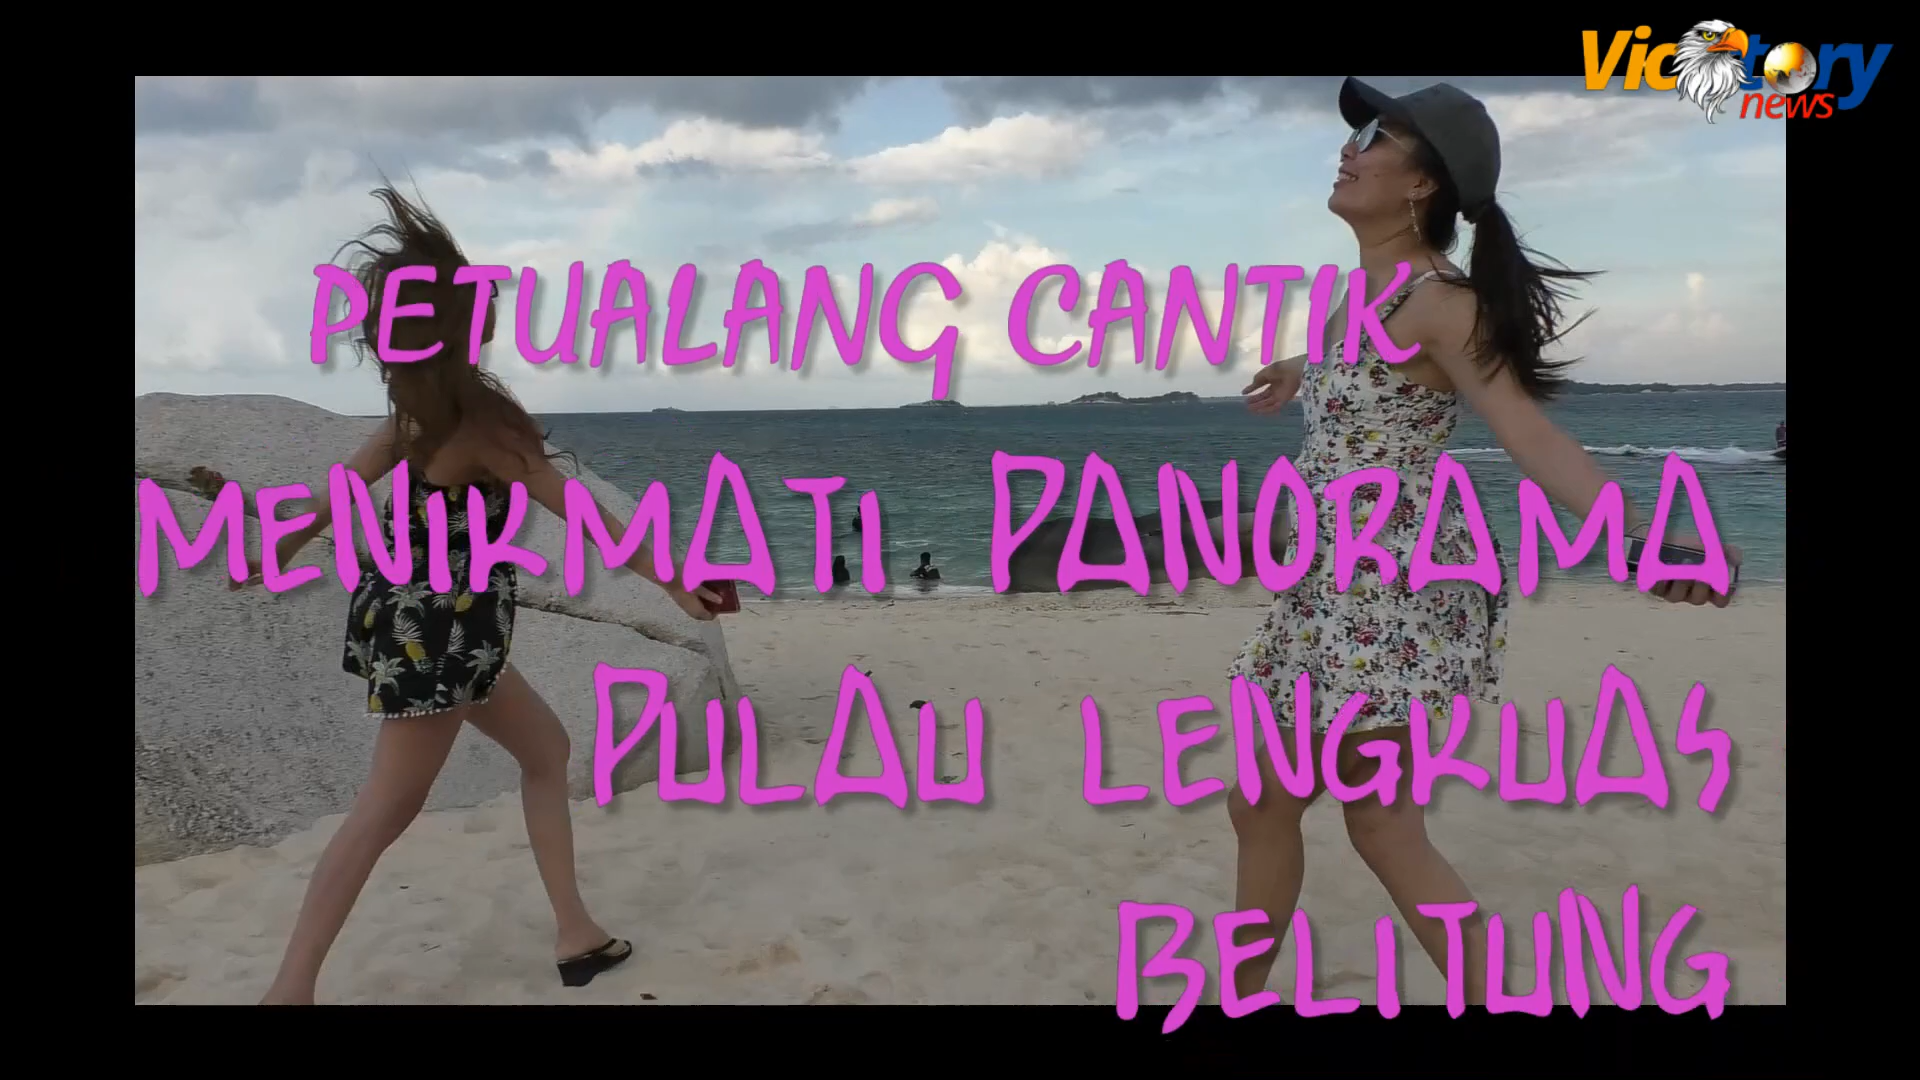 Victory
news
PETUALANG CANTIK
MENIKMATI PANORAMA
PULAU LENGKUAS
BELITUNG